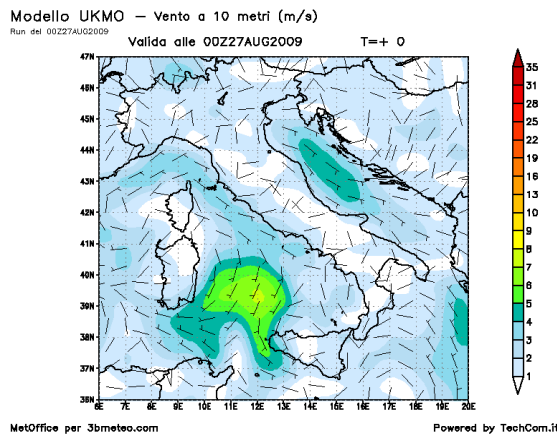 Modello UKMO — Vento a 10 metri (m/s)
Run del 00Z27AUG2009
Valida alle 00Z27AUG2009 T=+ 0
47N
46N
45N
44N
43N
42N
41N
40N
39N
38N
37N
36N
6E 7E 8E 9E 10E 11E 12E 13E 14E 15E 16E 17E 18E 19E 20E
35
31
28
25
22
19
16
13
10
9
8
7
6
5
4
3
2
1
MetOffice per 3bmeteo.com Powered by TechCom.it